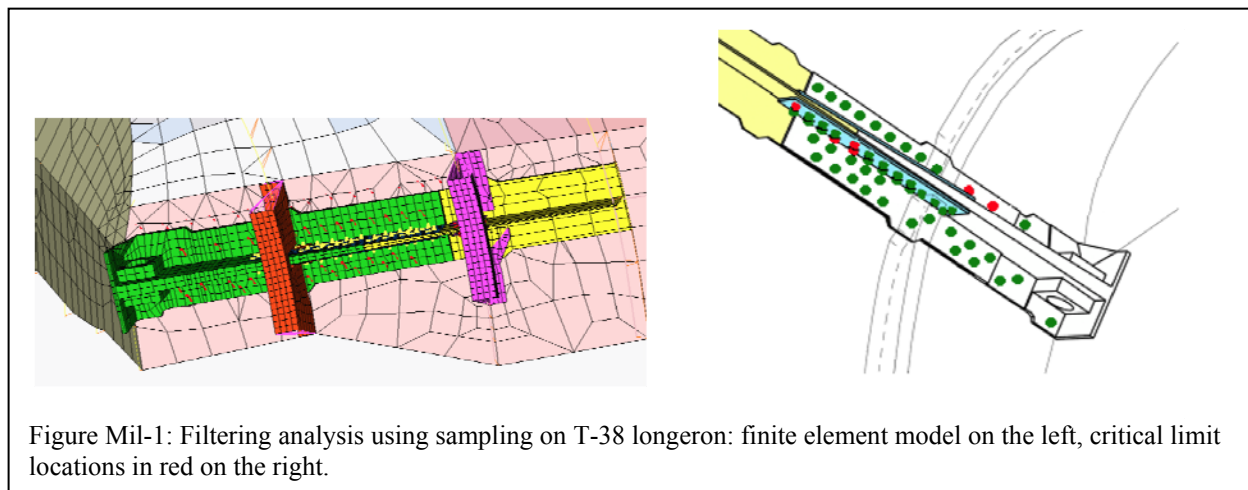 Figure Mil-1: Filtering analysis using sampling on T-38 longeron: finite element model on the left, critical limit
locations in red on the right.